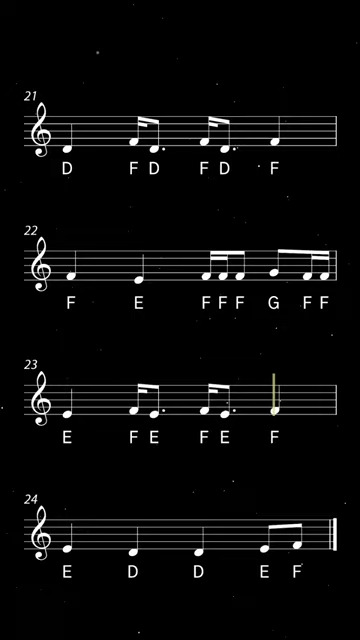 21
D F D F D F
22
F E F F F G F F
23
E F E F E F
24
E D D E F